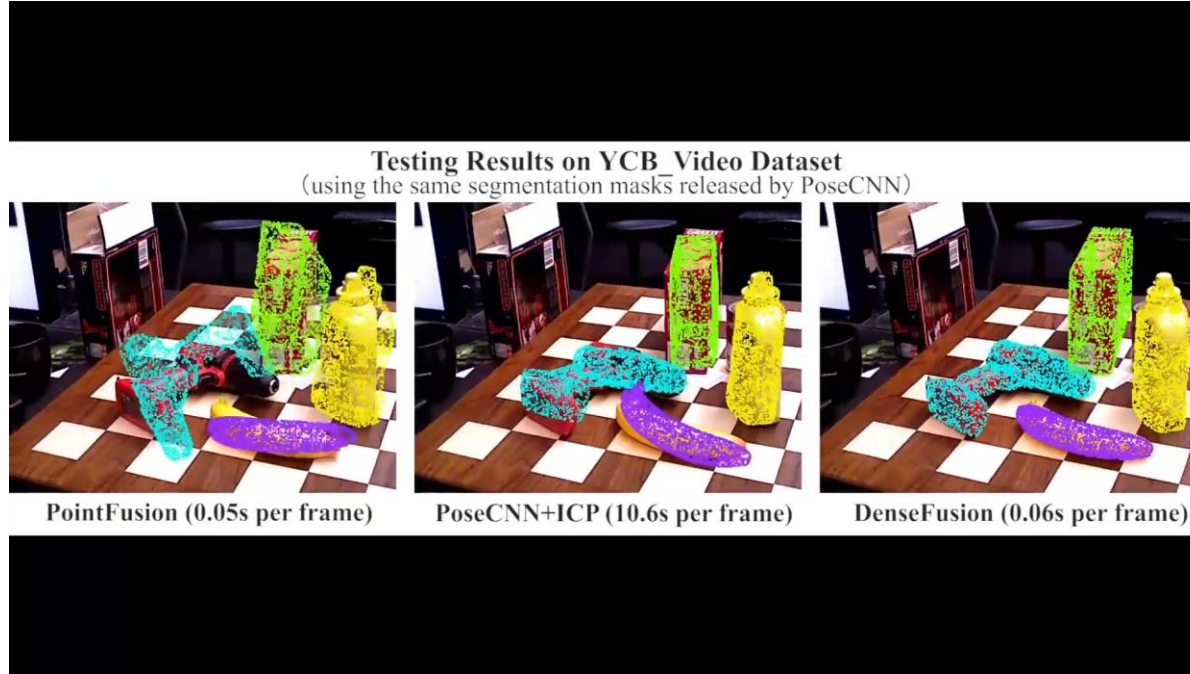 Testing Results on YCB_Video Dataset
(using the same segmentation masks released by PoseCNN)
PointFusion (0.05s per frame)
PoseCNN+ICP (10.6s per frame)
DenseFusion (0.06s per frame)